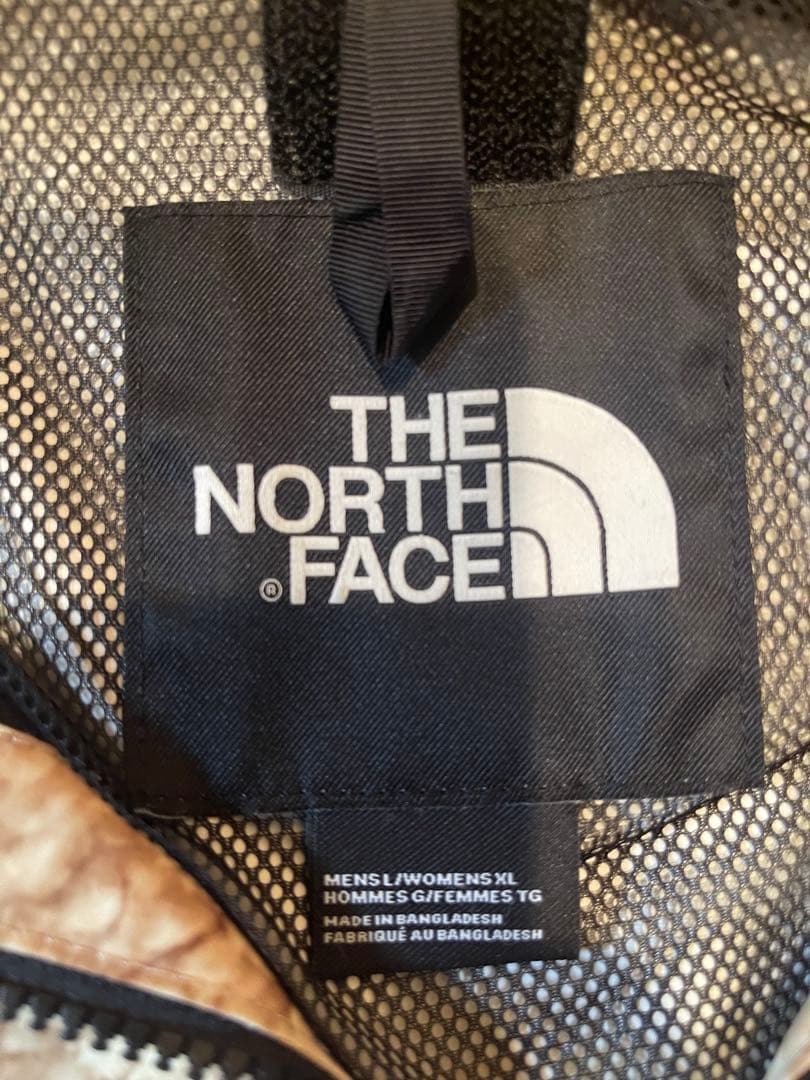 THE
NORTH
® FACE
MENS L/WOMENS XL
HOMMES G/FEMMES TG
MADE IN BANGLADESH
FABRIQUÉ AU BANGLADESH